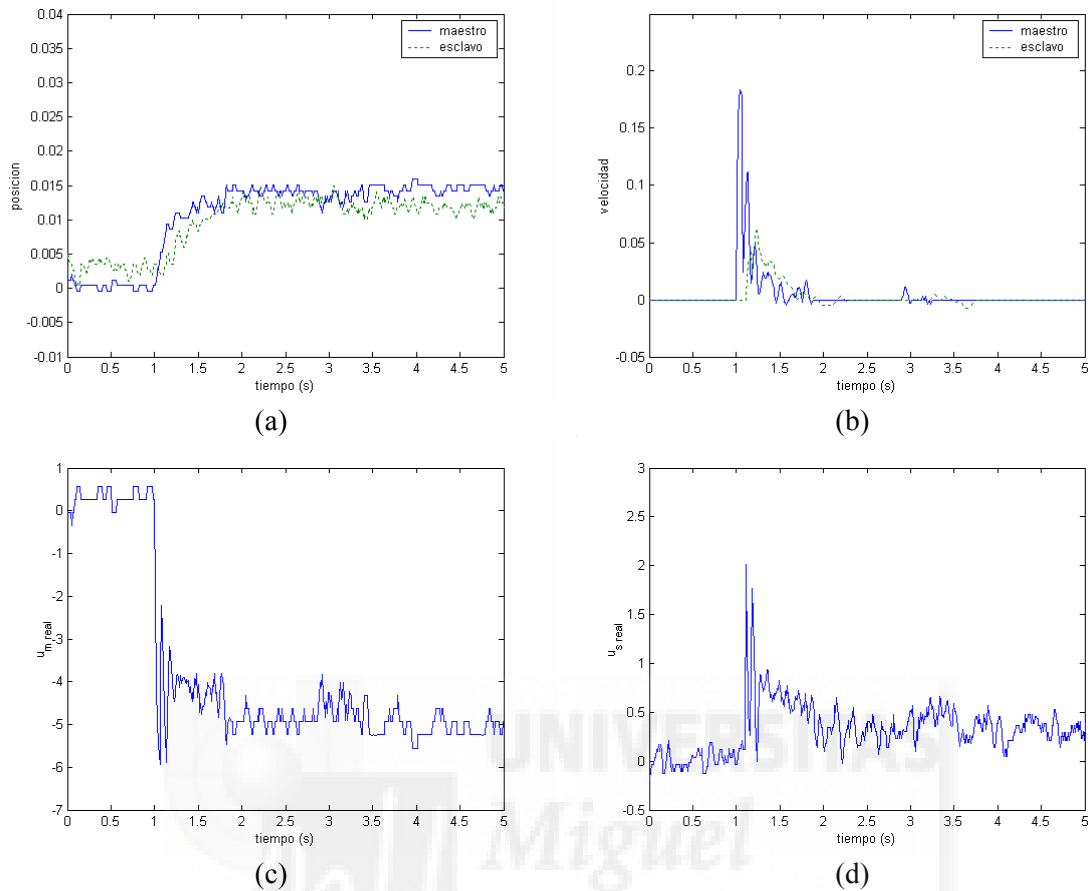 0.04
0.035
0.03
0.025
0.02
0.015
0.01
0.005
0
-0.005
-0.01
posicion
maestro
esclavo
0 0.5 1 1.5 2 2.5 3 3.5 4 4.5 5
tiempo (s)
(a)
0.2
0.15
0.1
0.05
0
-0.05
velocidad
maestro
esclavo
0 0.5 1 1.5 2 2.5 3 3.5 4 4.5 5
tiempo (s)
(b)
1
0
-1
-2
-3
-4
-5
-6
-7
u_m real
0 0.5 1 1.5 2 2.5 3 3.5 4 4.5 5
tiempo (s)
(c)
3
2.5
2
1.5
1
0.5
0
-0.5
u_s real
0 0.5 1 1.5 2 2.5 3 3.5 4 4.5 5
tiempo (s)
(d)
UNIVERSITAS
Miguel